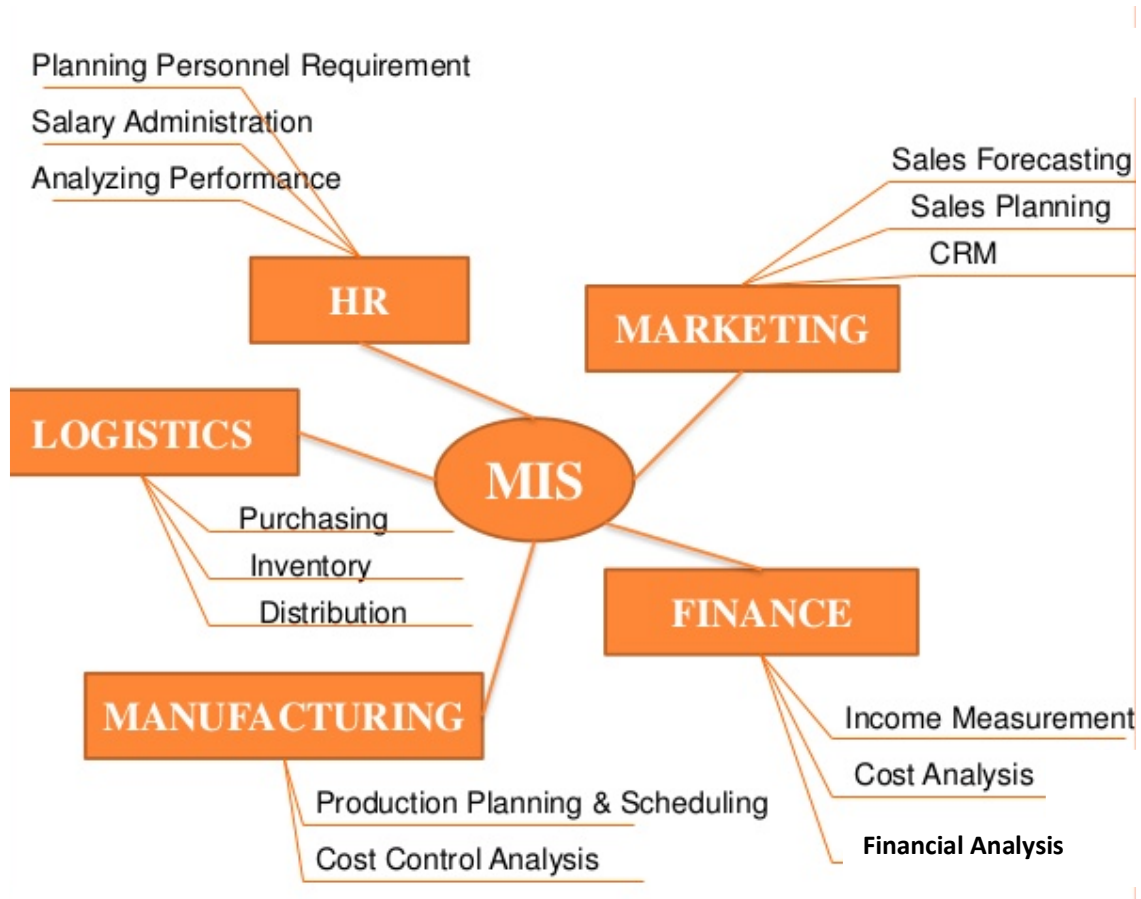 Planning Personnel Requirement
Salary Administration
Analyzing Performance
HR
Sales Forecasting
Sales Planning
CRM
MARKETING
LOGISTICS
Purchasing
Inventory
Distribution
MIS
FINANCE
Income Measurement
Cost Analysis
Financial Analysis
MANUFACTURING
Production Planning & Scheduling
Cost Control Analysis